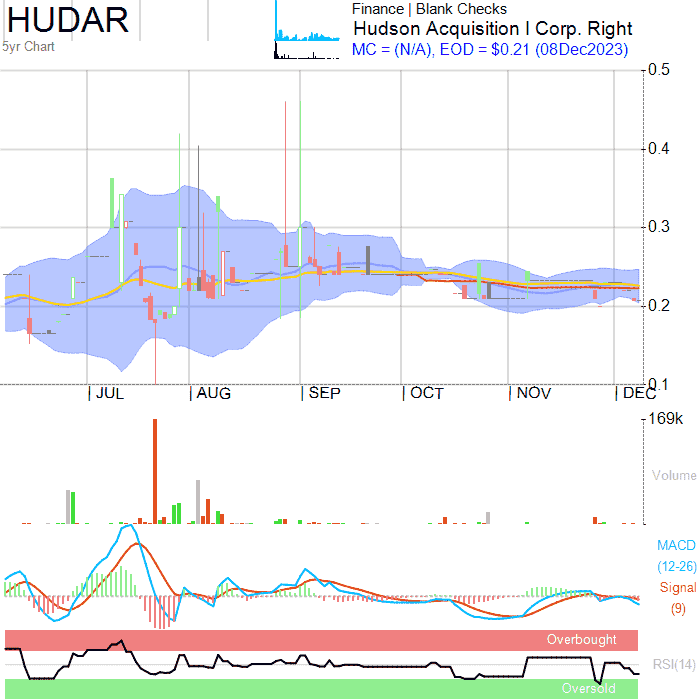 HUDAR
5yr Chart
Finance | Blank Checks
Hudson Acquisition I Corp. Right
MC = (N/A), EOD = $0.21 (08Dec2023)
0.5
0.4
0.3
0.2
0.1
| JUL | AUG | SEP | OCT | NOV | DEC
169k
Volume
MACD
(12-26)
Signal
(9)
Overbought
RSI(14)
Oversold